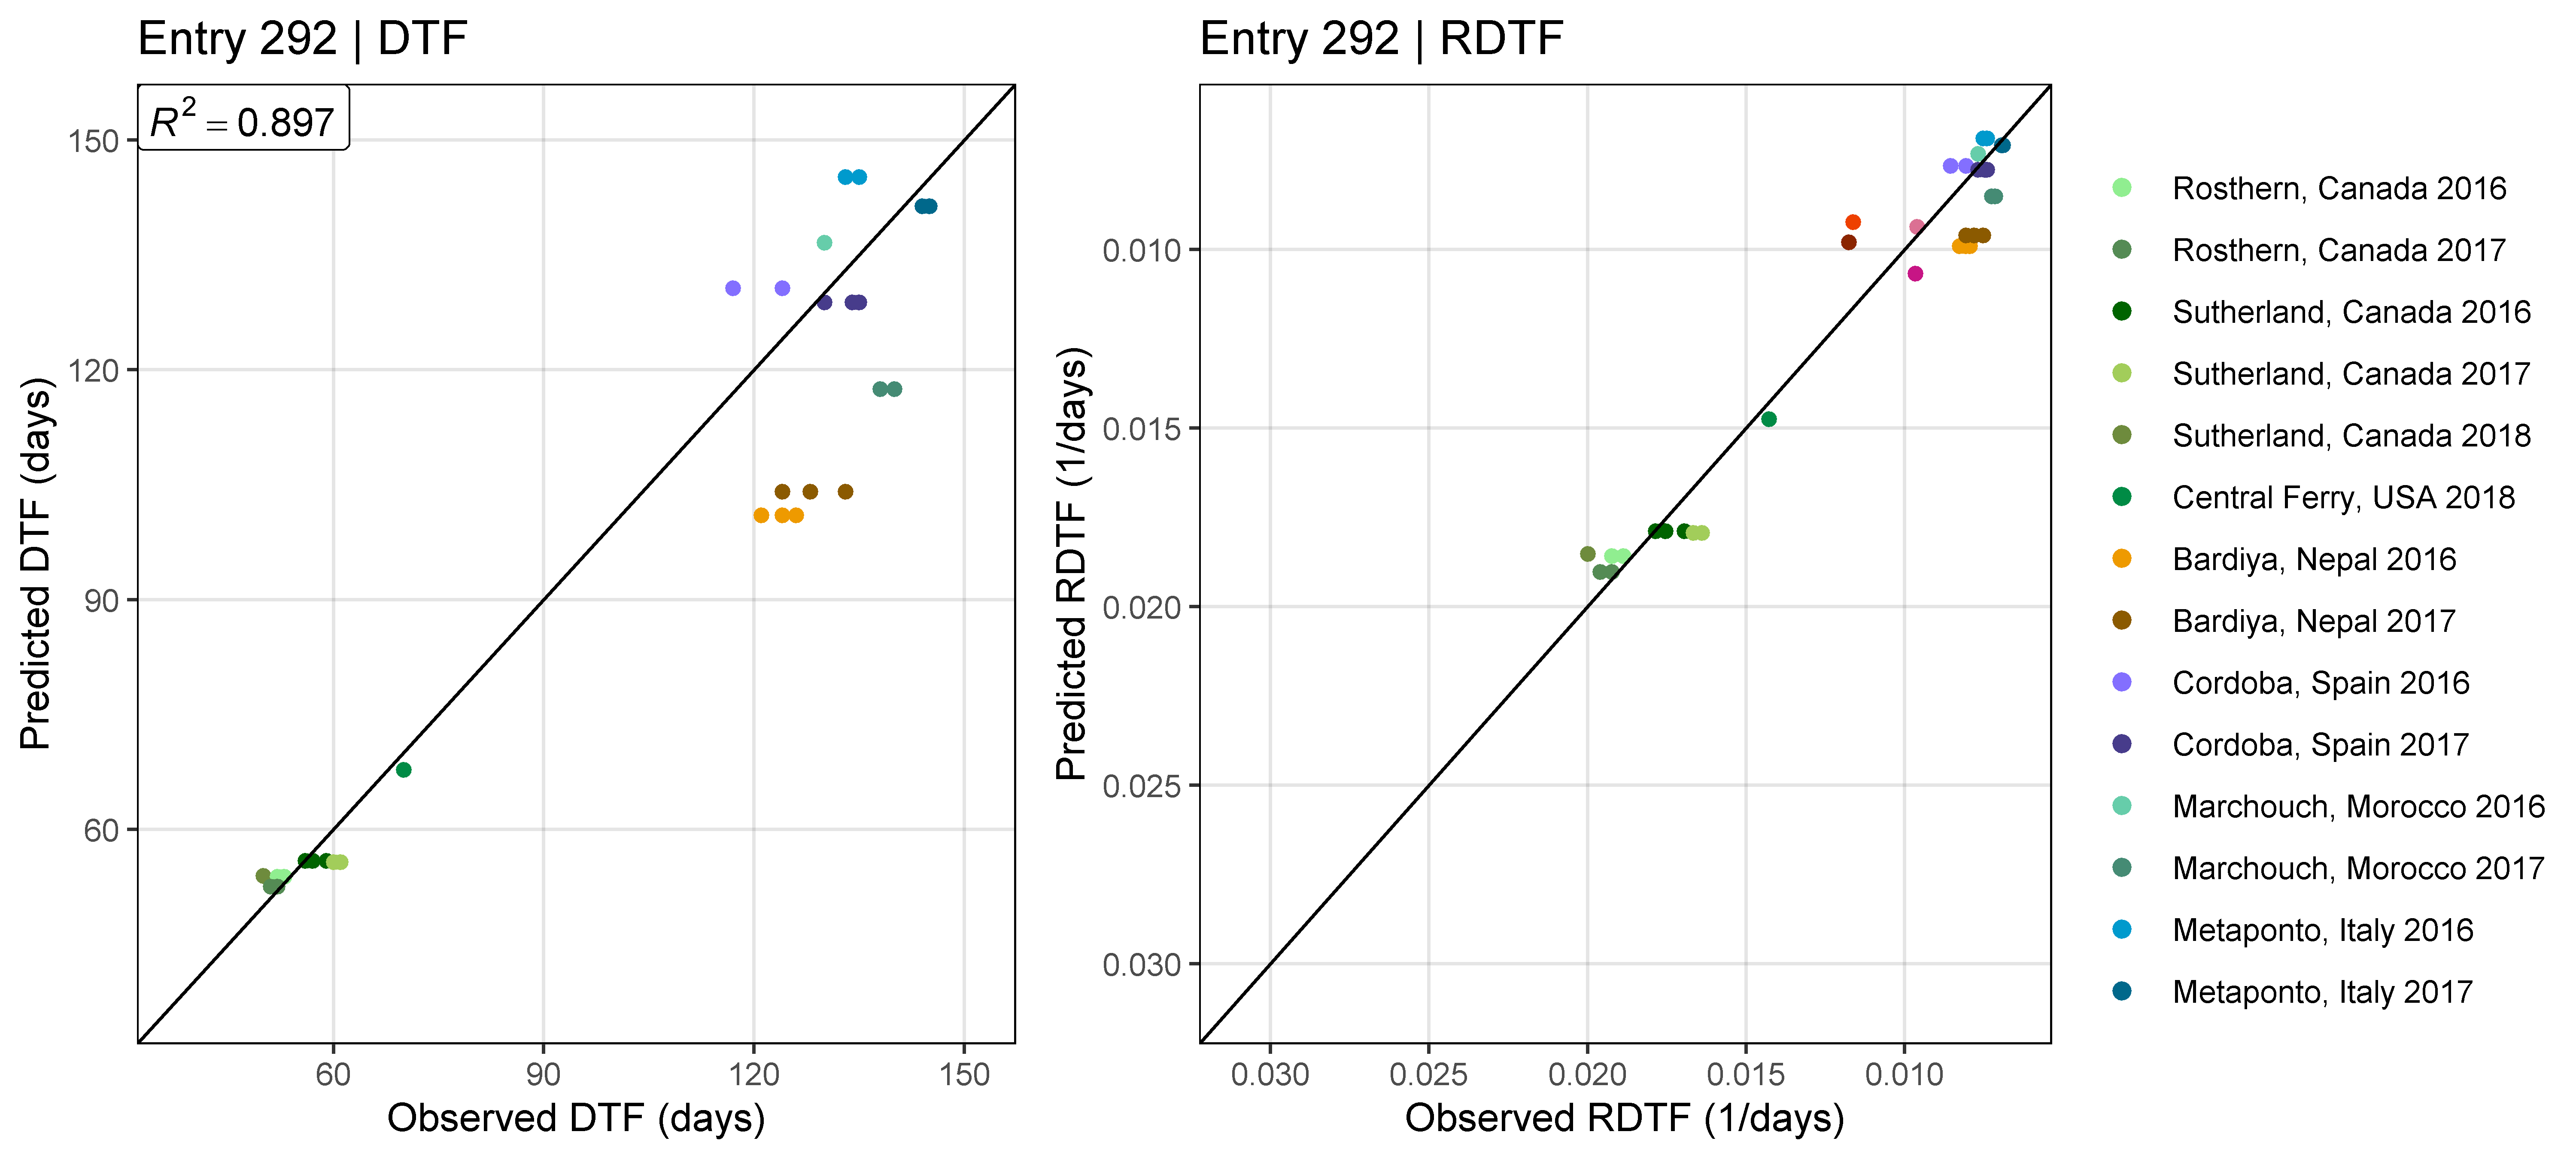 Entry 292 | DTF
R² = 0.897
150
120
90
60
Predicted DTF (days)
60
90
120
150
Observed DTF (days)
Entry 292 | RDTF
0.010
0.015
0.020
0.025
0.030
Predicted RDTF (1/days)
0.030
0.025
0.020
0.015
0.010
Observed RDTF (1/days)
Rosthern, Canada 2016
Rosthern, Canada 2017
Sutherland, Canada 2016
Sutherland, Canada 2017
Sutherland, Canada 2018
Central Ferry, USA 2018
Bardiya, Nepal 2016
Bardiya, Nepal 2017
Cordoba, Spain 2016
Cordoba, Spain 2017
Marchouch, Morocco 2016
Marchouch, Morocco 2017
Metaponto, Italy 2016
Metaponto, Italy 2017